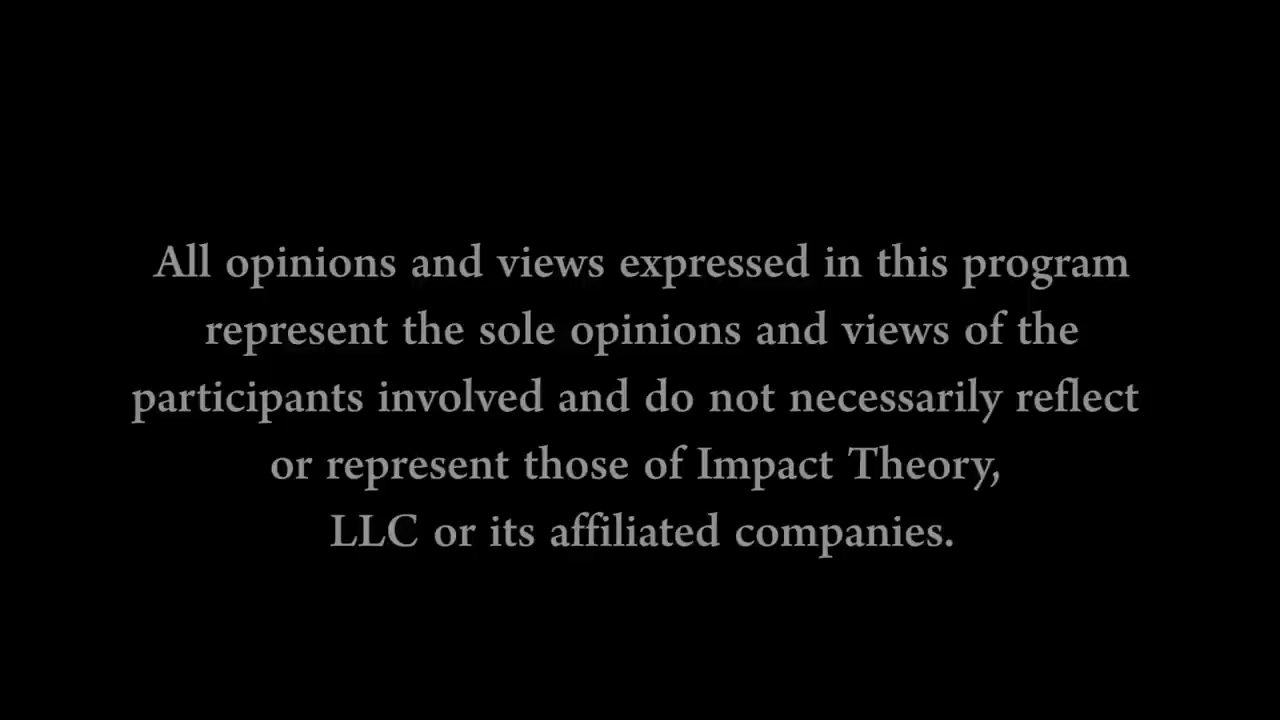 All opinions and views expressed in this program
represent the sole opinions and views of the
participants involved and do not necessarily reflect
or represent those of Impact Theory,
LLC or its affiliated companies.